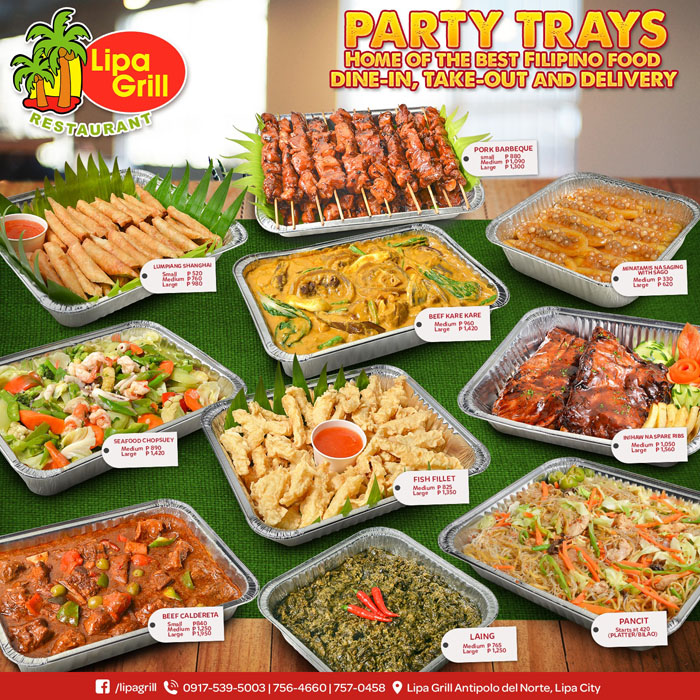 Lipa
Grill
RESTAURANT
PARTY TRAYS
HOME OF THE BEST FILIPINO FOOD
DINE-IN, TAKE-OUT AND DELIVERY
PORK BARBEQUE
small P 880
Medium P 1,090
Large P 1,300
LUMPIANG SHANGHAI
Small P 520
Medium P 760
Large P 980
MINATAMIS NA SAGING
WITH SAGO
Medium P 330
Large P 620
BEEF KARE KARE
Medium P 960
Large P 1,420
SEAFOOD CHOPSUEY
Medium P 890
Large P 1,420
INIHAW NA SPARE RIBS
Medium P 1,050
Large P 1,560
FISH FILLET
Medium P 825
Large P 1,350
BEEF CALDERETA
Small P 840
Medium P 1,250
Large P 1,950
LAING
Medium P 765
Large P 1,250
PANCIT
Starts at 420
(PLATTER/BILAO)
/lipagrill 0917-539-5003 | 756-4660 | 757-0458 Lipa Grill Antipolo del Norte, Lipa City